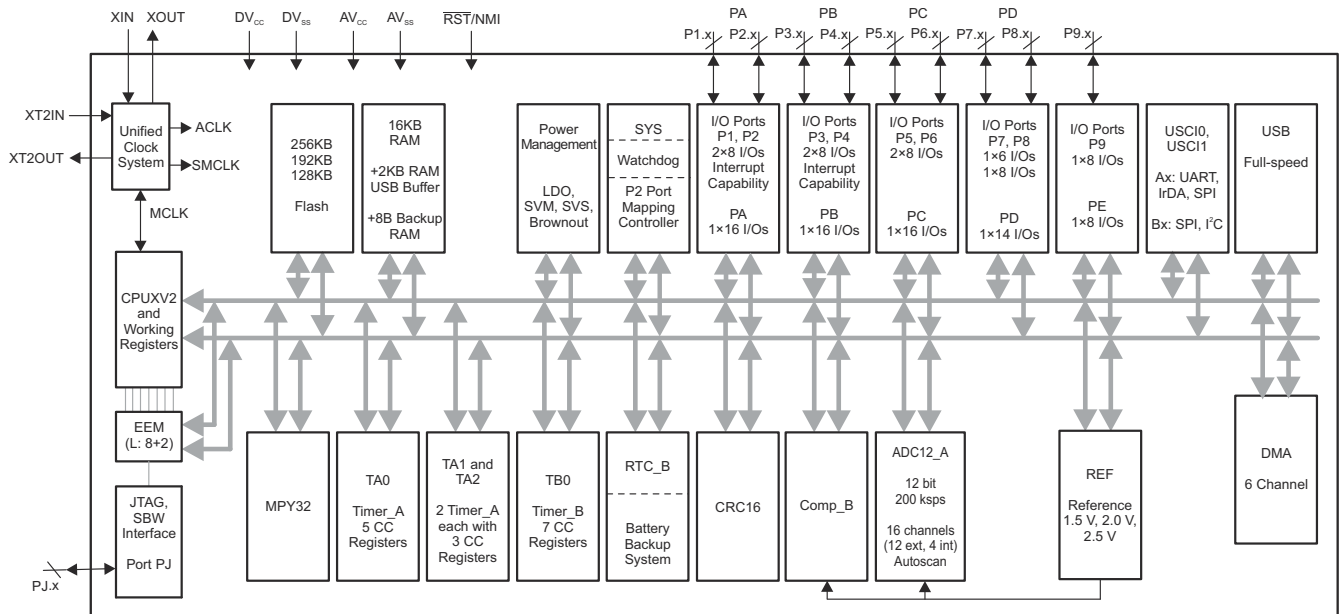 XIN XOUT DVCC DVSS AVCC AVSS RST/NMI
PA PB PC PD
P1.x P2.x P3.x P4.x P5.x P6.x P7.x P8.x P9.x
XT2IN
XT2OUT
Unified
Clock
System
ACLK
SMCLK
MCLK
256KB
192KB
128KB
Flash
16KB
RAM
+2KB RAM
USB Buffer
+8B Backup
RAM
Power
Management
LDO,
SVM, SVS,
Brownout
SYS
Watchdog
P2 Port
Mapping
Controller
I/O Ports
P1, P2
2×8 I/Os
Interrupt
Capability
PA
1×16 I/Os
I/O Ports
P3, P4
2×8 I/Os
Interrupt
Capability
PB
1×16 I/Os
I/O Ports
P5, P6
2×8 I/Os
PC
1×16 I/Os
I/O Ports
P7, P8
1×6 I/Os
1×8 I/Os
PD
1×14 I/Os
I/O Ports
P9
1×8 I/Os
PE
1×8 I/Os
USCI0,
USCI1
Ax: UART,
IrDA, SPI
Bx: SPI, I²C
USB
Full-speed
CPUXV2
and
Working
Registers
EEM
(L: 8+2)
JTAG,
SBW
Interface
Port PJ
PJ.x
MPY32
TA0
Timer_A
5 CC
Registers
TA1 and
TA2
2 Timer_A
each with
3 CC
Registers
TB0
Timer_B
7 CC
Registers
RTC_B
Battery
Backup
System
CRC16
Comp_B
ADC12_A
12 bit
200 ksps
16 channels
(12 ext, 4 int)
Autoscan
REF
Reference
1.5 V, 2.0 V,
2.5 V
DMA
6 Channel